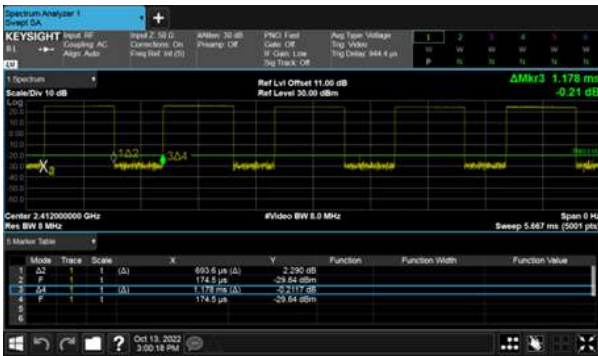 Spectrum Analyzer 1
Swept SA
KEYSIGHT Input: RF
Coupling: AC
Align: Auto
Input Z: 50 Ω
Corrections: On
Freq Ref: Int (S)
#Atten: 30 dB
Preamp: Off
PNO: Fast
Gate: Off
IF Gain: Low
Sig Track: Off
Avg Type: Voltage
Trig: Video
Trig Delay: 944.4 µs
1 2 3 4 5 6
W W W W W W
P N N N N N
1 Spectrum
Scale/Div 10 dB
Ref Lvl Offset 11.00 dB
Ref Level 30.00 dBm
ΔMkr3 1.178 ms
-0.21 dB
Log
1Δ2
3Δ4
Center 2.412000000 GHz
Res BW 8 MHz
#Video BW 8.0 MHz
Span 0 Hz
Sweep 5.667 ms (5001 pts)
5 Marker Table
Mode Trace Scale X Y Function Function Width Function Value
1 Δ2 1 t (Δ) 693.6 µs (Δ) 2.290 dB
2 F 1 t 174.5 µs -29.64 dBm
3 Δ4 1 t (Δ) 1.178 ms (Δ) -0.2117 dB
4 F 1 t 174.5 µs -29.64 dBm
5
6
? Oct 13, 2022
3:00:18 PM